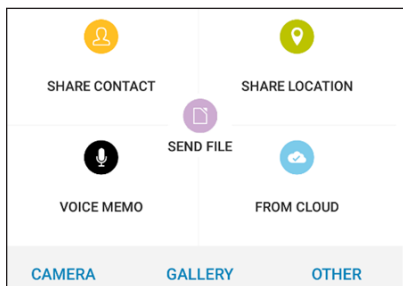 SHARE CONTACT SHARE LOCATION
SEND FILE
VOICE MEMO FROM CLOUD
CAMERA GALLERY OTHER